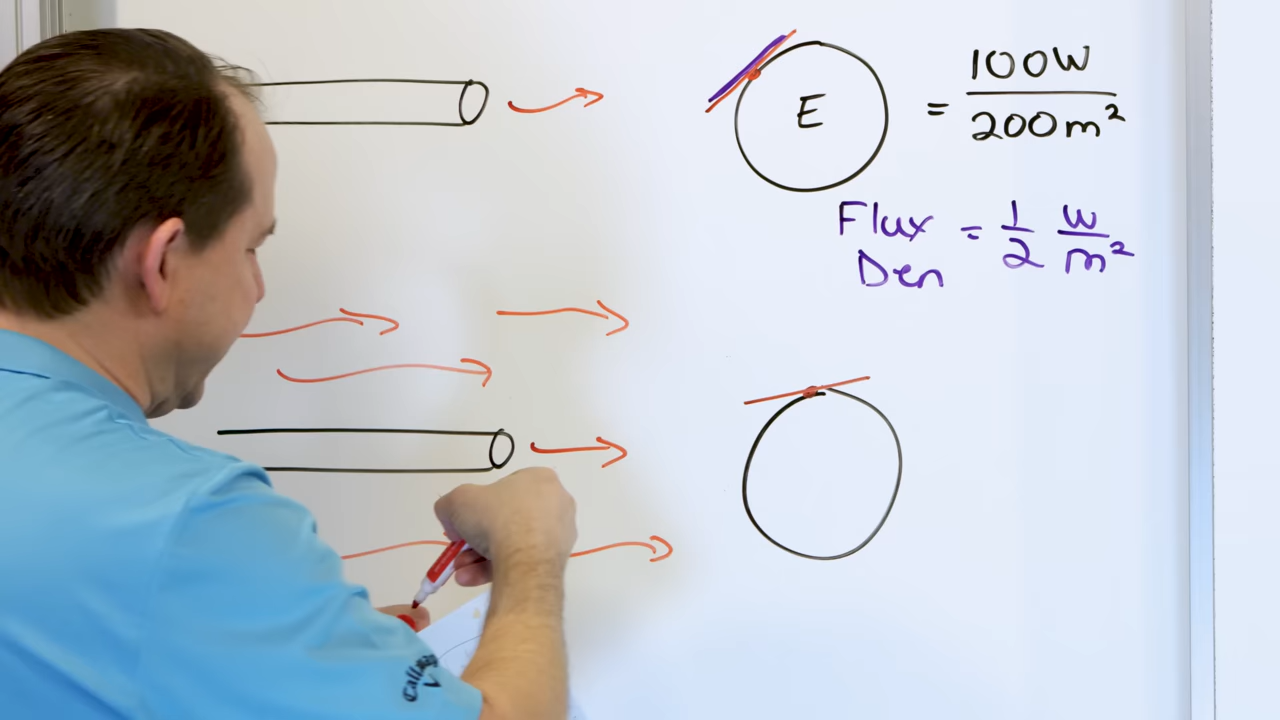 E
= 100W / 200m²
Flux Den = 1/2 W/m²